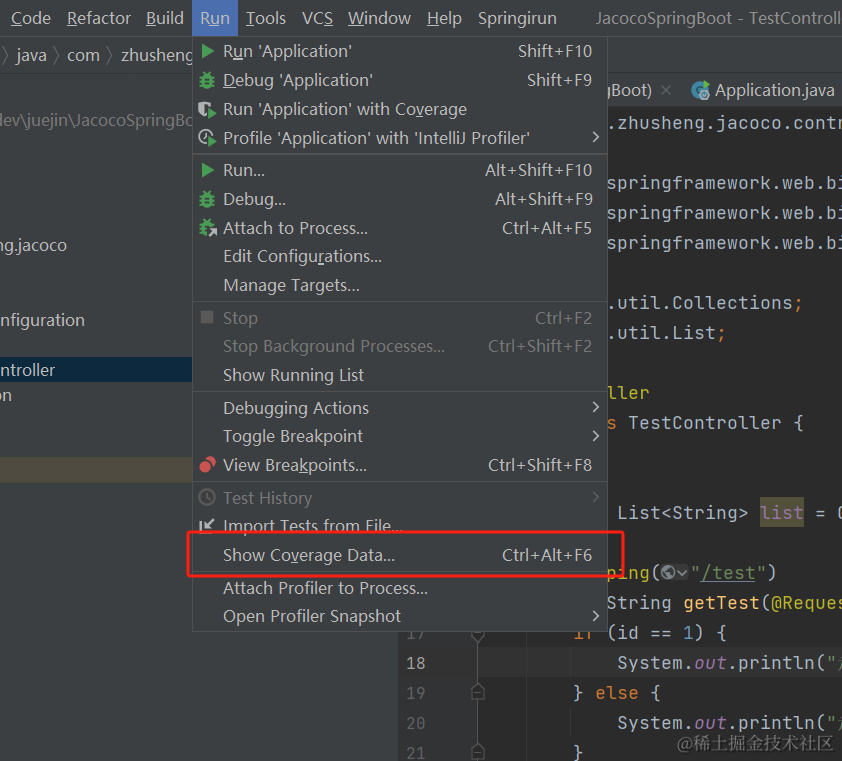 Code Refactor Build Run Tools VCS Window Help Springirun JacocoSpringBoot - TestControll
java com zhusheng
Run 'Application' Shift+F10
Debug 'Application' Shift+F9
gBoot) Application.java
Run 'Application' with Coverage
dev\juejin\JacocoSpringBo
.zhusheng.jacoco.contr
Profile 'Application' with 'IntelliJ Profiler'
Run... Alt+Shift+F10
springframework.web.bi
Debug... Alt+Shift+F9
springframework.web.bi
Attach to Process... Ctrl+Alt+F5
ng.jacoco
springframework.web.bi
Edit Configurations...
Manage Targets...
.util.Collections;
nfiguration
Stop Ctrl+F2
.util.List;
Stop Background Processes... Ctrl+Shift+F2
ntroller
Show Running List
ller
on
Debugging Actions
s TestController {
Toggle Breakpoint
View Breakpoints... Ctrl+Shift+F8
Test History
List<String> list = C
Import Tests from File...
Show Coverage Data... Ctrl+Alt+F6
ping("/test")
Attach Profiler to Process...
String getTest(@Reques
Open Profiler Snapshot
17 if (id == 1) {
18 System.out.println("
19 } else {
20 System.out.println("
21 }
@稀土掘金技术社区